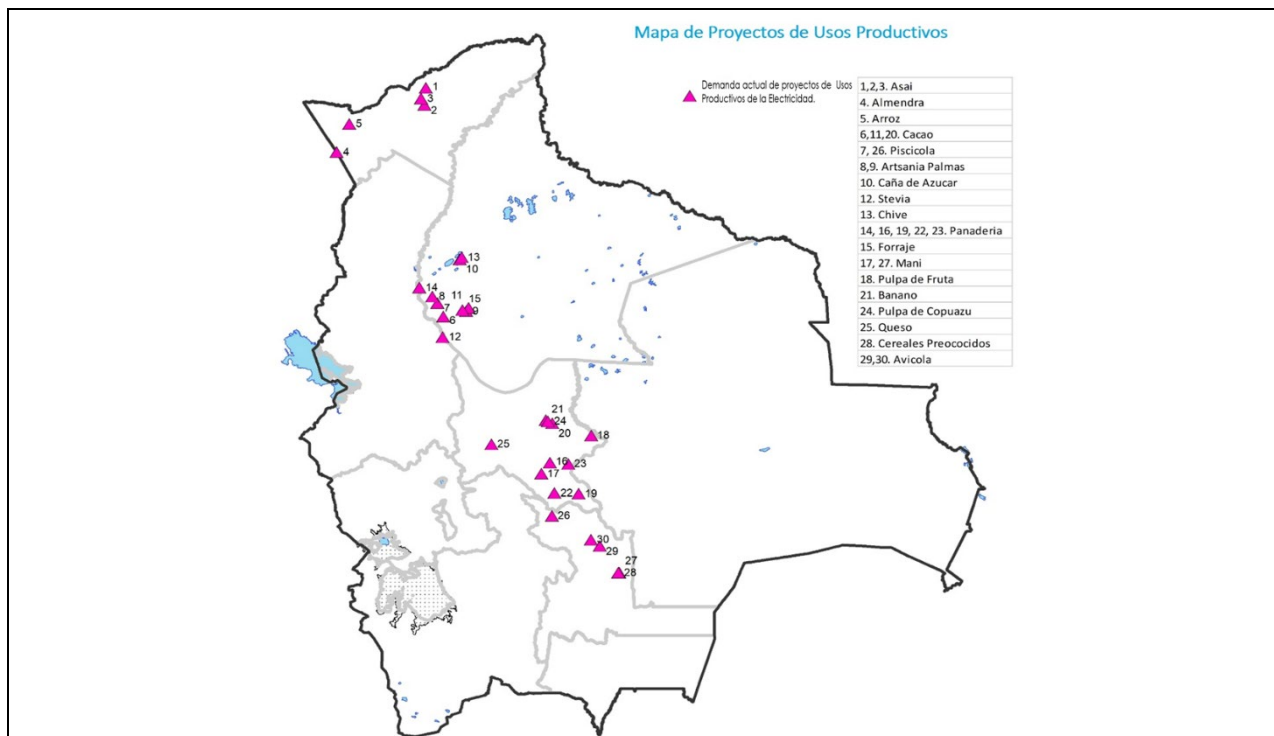 Mapa de Proyectos de Usos Productivos
Demanda actual de proyectos de Usos
Productivos de la Electricidad.
1,2,3. Asai
4. Almendra
5. Arroz
6,11,20. Cacao
7, 26. Piscicola
8,9. Artsania Palmas
10. Caña de Azucar
12. Stevia
13. Chive
14, 16, 19, 22, 23. Panaderia
15. Forraje
17, 27. Mani
18. Pulpa de Fruta
21. Banano
24. Pulpa de Copuazu
25. Queso
28. Cereales Preocodidos
29,30. Avicola
1
3
2
5
4
13
10
14
8
11
15
7
9
6
12
21
24
20
18
25
16
23
17
22
19
26
30
29
27
28